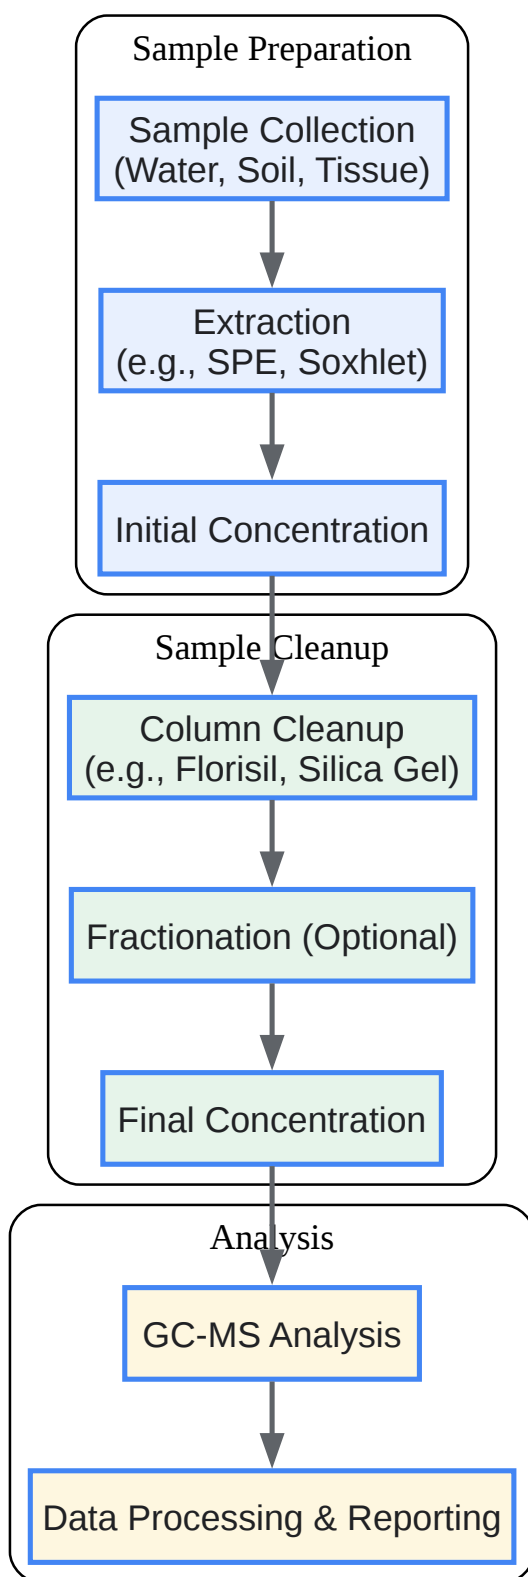 Sample Preparation
Sample Collection
(Water, Soil, Tissue)
Extraction
(e.g., SPE, Soxhlet)
Initial Concentration
Sample Cleanup
Column Cleanup
(e.g., Florisil, Silica Gel)
Fractionation (Optional)
Final Concentration
Analysis
GC-MS Analysis
Data Processing & Reporting